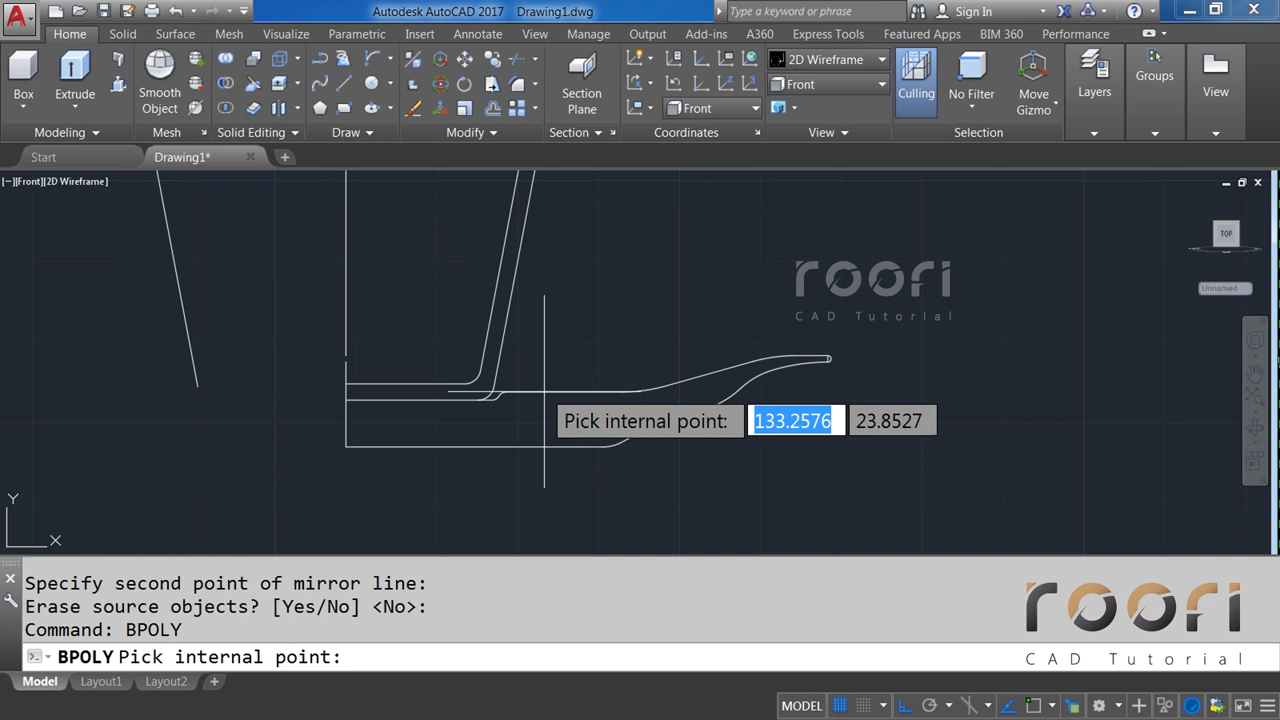 Autodesk AutoCAD 2017 Drawing1.dwg
Type a keyword or phrase
Sign In
Home Solid Surface Mesh Visualize Parametric Insert Annotate View Manage Output Add-ins A360 Express Tools Featured Apps BIM 360 Performance
Box
Extrude
Smooth Object
Section Plane
Front
2D Wireframe
Front
Culling
No Filter
Move Gizmo
Layers
Groups
View
Modeling Mesh Solid Editing Draw Modify Section Coordinates View Selection
Start
Drawing1*
[−][Front][2D Wireframe]
TOP
Unnamed
roofi
CAD Tutorial
Pick internal point: 133.2576 23.8527
Y
X
Specify second point of mirror line:
Erase source objects? [Yes/No] <No>:
Command: BPOLY
BPOLY Pick internal point:
roofi
CAD Tutorial
Model Layout1 Layout2
MODEL